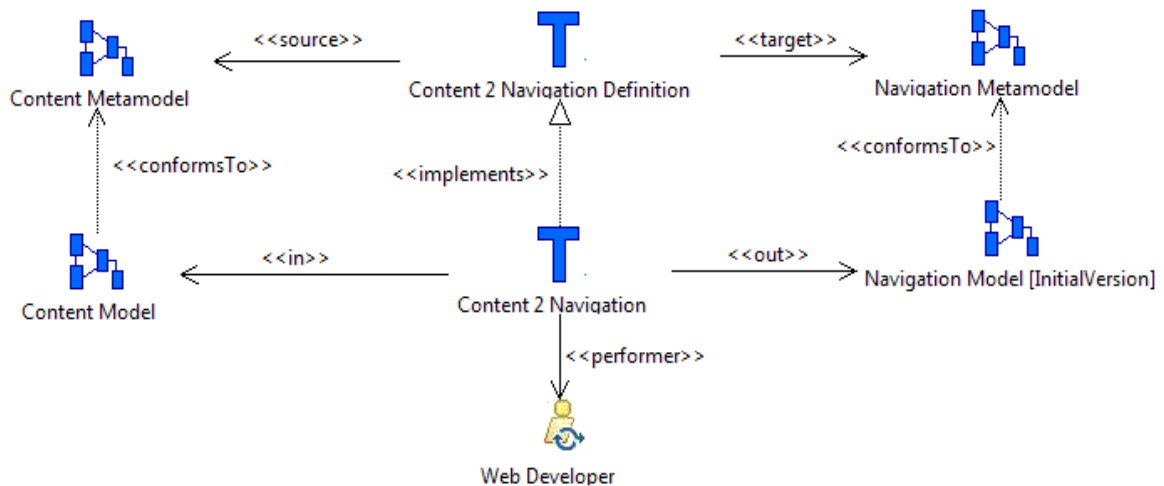 <<source>>
<<target>>
Content Metamodel
Content 2 Navigation Definition
Navigation Metamodel
<<conformsTo>>
<<implements>>
<<conformsTo>>
<<in>>
<<out>>
Content Model
Content 2 Navigation
Navigation Model [InitialVersion]
<<performer>>
Web Developer